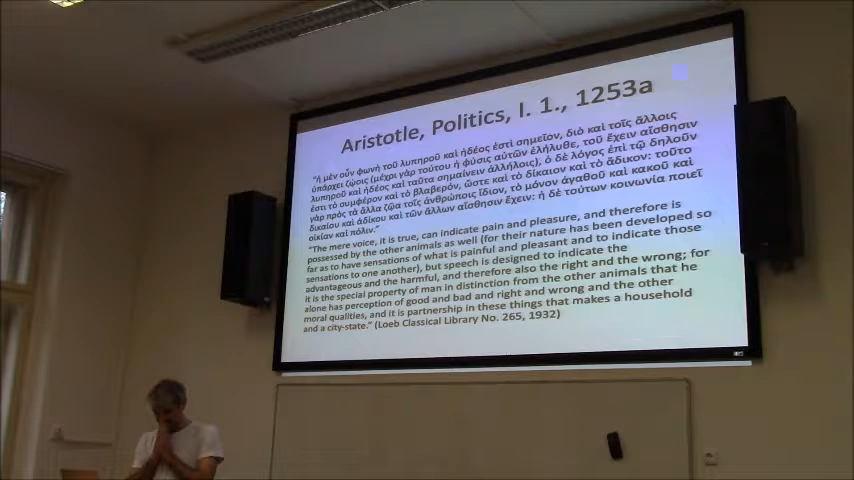 Aristotle, Politics, I. 1., 1253a
"ἡ μὲν οὖν φωνὴ τοῦ λυπηροῦ καὶ ἡδέος ἐστὶ σημεῖον, διὸ καὶ τοῖς ἄλλοις
ὑπάρχει ζῴοις (μέχρι γὰρ τούτου ἡ φύσις αὐτῶν ἐλήλυθε, τοῦ ἔχειν αἴσθησιν
λυπηροῦ καὶ ἡδέος καὶ ταῦτα σημαίνειν ἀλλήλοις), ὁ δὲ λόγος ἐπὶ τῷ δηλοῦν
ἐστι τὸ συμφέρον καὶ τὸ βλαβερόν, ὥστε καὶ τὸ δίκαιον καὶ τὸ ἄδικον: τοῦτο
γὰρ πρὸς τὰ ἄλλα ζῷα τοῖς ἀνθρώποις ἴδιον, τὸ μόνον ἀγαθοῦ καὶ κακοῦ καὶ
δικαίου καὶ ἀδίκου καὶ τῶν ἄλλων αἴσθησιν ἔχειν: ἡ δὲ τούτων κοινωνία ποιεῖ
οἰκίαν καὶ πόλιν."
"The mere voice, it is true, can indicate pain and pleasure, and therefore is
possessed by the other animals as well (for their nature has been developed so
far as to have sensations of what is painful and pleasant and to indicate those
sensations to one another), but speech is designed to indicate the
advantageous and the harmful, and therefore also the right and the wrong; for
it is the special property of man in distinction from the other animals that he
alone has perception of good and bad and right and wrong and the other
moral qualities, and it is partnership in these things that makes a household
and a city-state." (Loeb Classical Library No. 265, 1932)